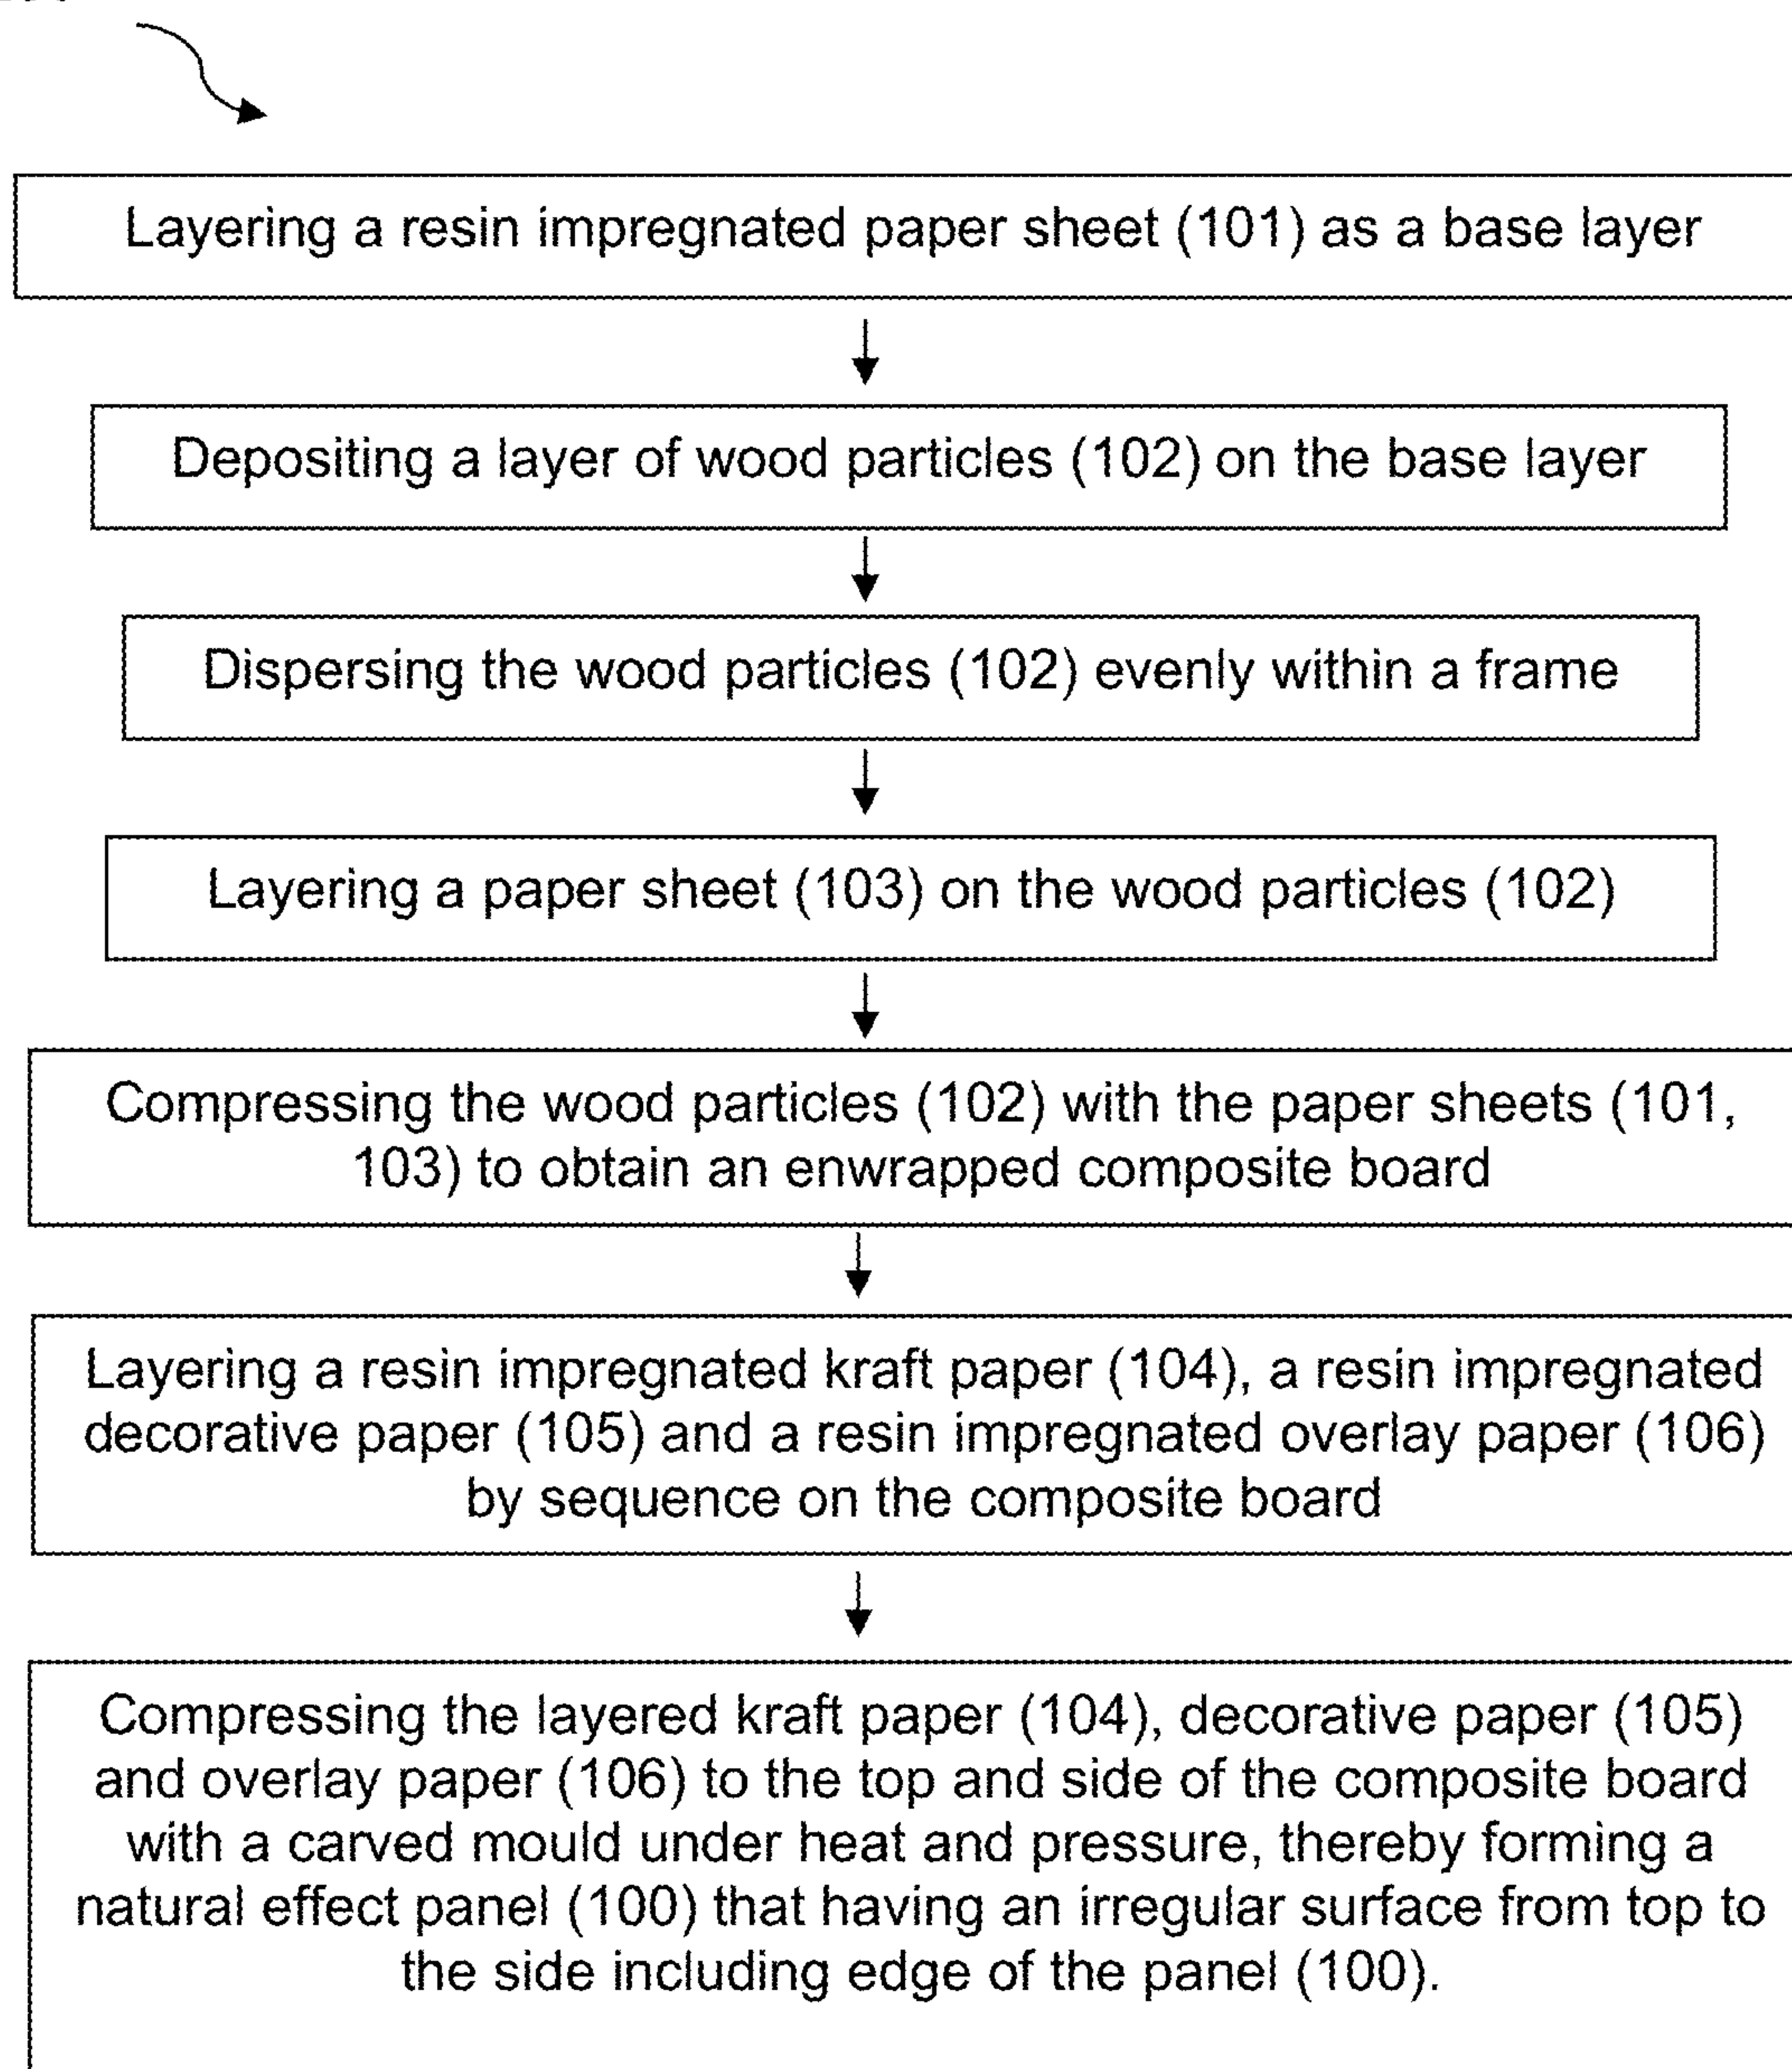 Layering a resin impregnated paper sheet (101) as a base layer
Depositing a layer of wood particles (102) on the base layer
Dispersing the wood particles (102) evenly within a frame
Layering a paper sheet (103) on the wood particles (102)
Compressing the wood particles (102) with the paper sheets (101,
103) to obtain an enwrapped composite board
Layering a resin impregnated kraft paper (104), a resin impregnated
decorative paper (105) and a resin impregnated overlay paper (106)
by sequence on the composite board
Compressing the layered kraft paper (104), decorative paper (105)
and overlay paper (106) to the top and side of the composite board
with a carved mould under heat and pressure, thereby forming a
natural effect panel (100) that having an irregular surface from top to
the side including edge of the panel (100).